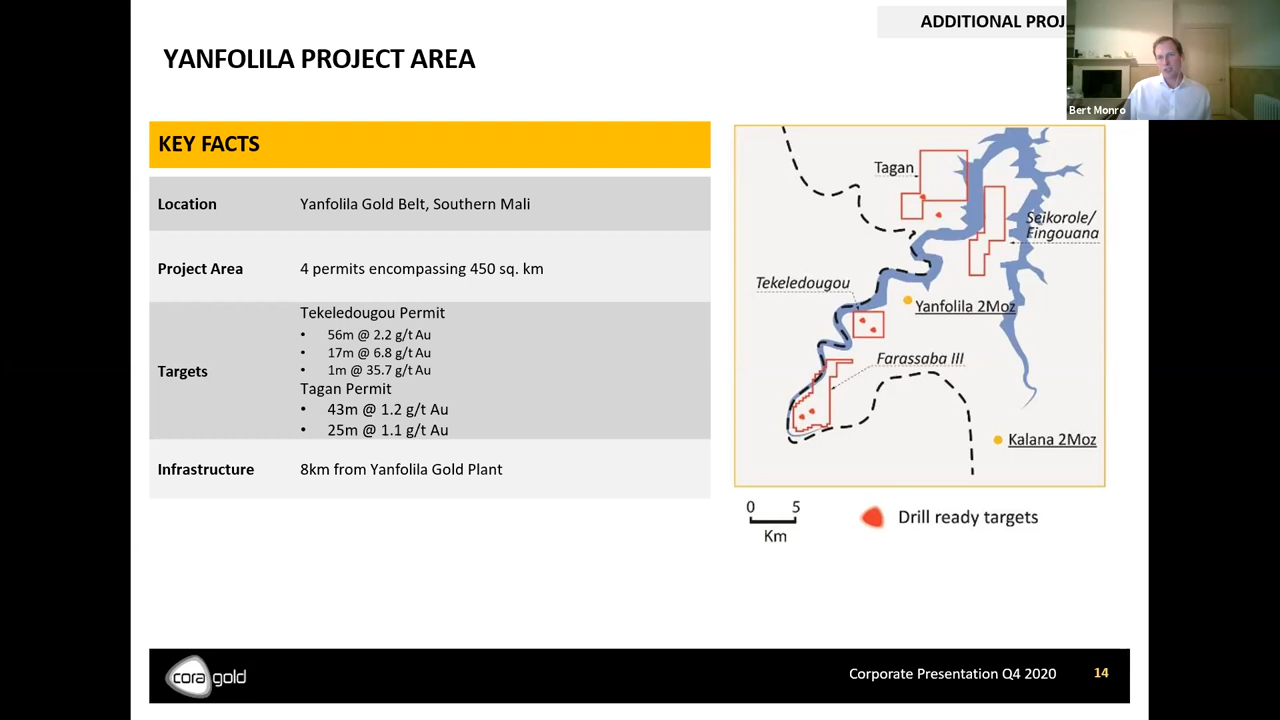 ADDITIONAL PROJ
Bert Monro
YANFOLILA PROJECT AREA
KEY FACTS
Location
Yanfolila Gold Belt, Southern Mali
Project Area
4 permits encompassing 450 sq. km
Targets
Tekeledougou Permit
• 56m @ 2.2 g/t Au
• 17m @ 6.8 g/t Au
• 1m @ 35.7 g/t Au
Tagan Permit
• 43m @ 1.2 g/t Au
• 25m @ 1.1 g/t Au
Infrastructure
8km from Yanfolila Gold Plant
Tagan
Seikorole/
Fingouana
Tekeledougou
Yanfolila 2Moz
Farassaba III
Kalana 2Moz
0 5
Km
Drill ready targets
cora gold
Corporate Presentation Q4 2020
14